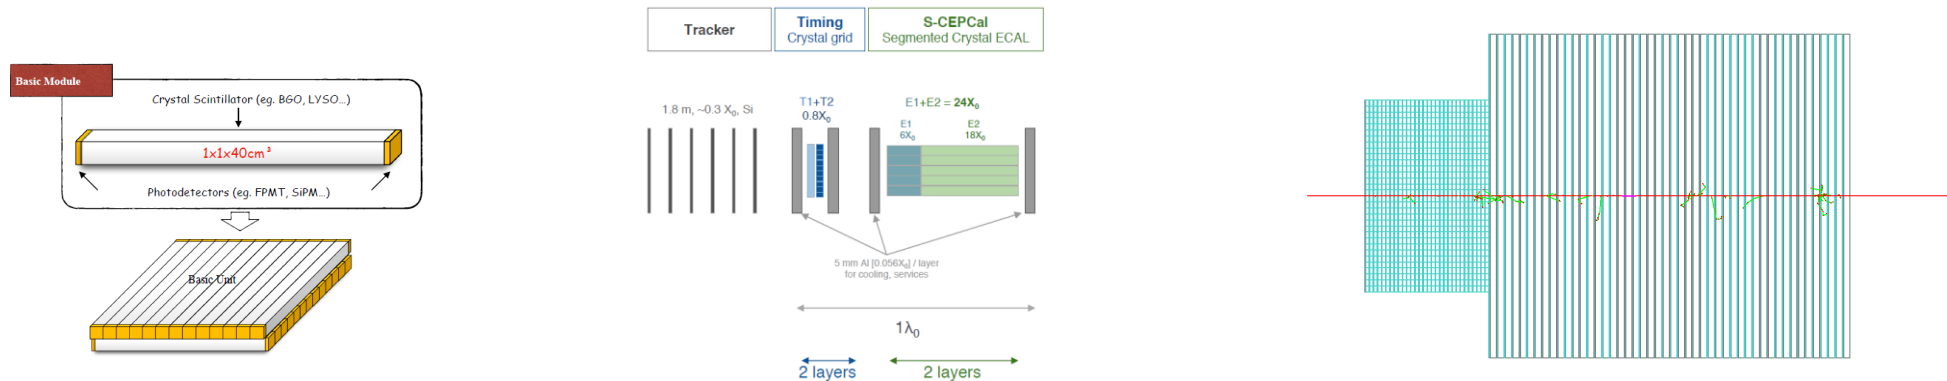 Basic Module
Crystal Scintillator (eg. BGO, LYSO...)
1x1x40cm³
Photodetectors (eg. FPMT, SiPM...)
Basic Unit
Tracker
Timing
Crystal grid
S-CEPCal
Segmented Crystal ECAL
1.8 m, ~0.3 X₀, Si
T1+T2
0.8X₀
E1+E2 = 24X₀
E1
6X₀
E2
18X₀
5 mm Al [0.056X₀] / layer
for cooling, services
1λ₀
2 layers
2 layers